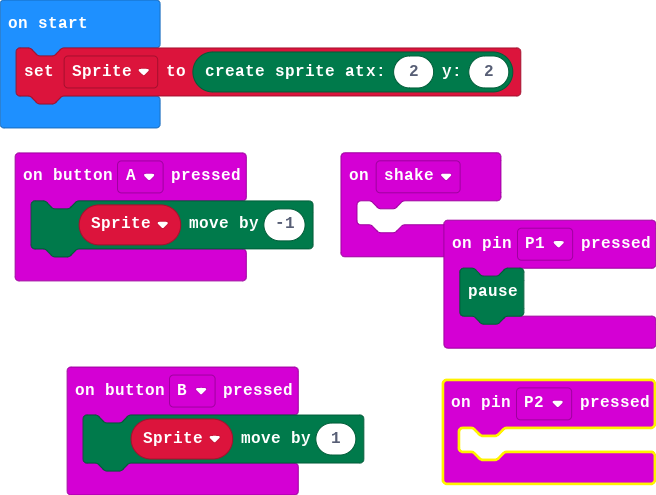 on start
set Sprite to create sprite atx: 2 y: 2
on button A pressed
Sprite move by -1
on shake
on pin P1 pressed
pause
on button B pressed
Sprite move by 1
on pin P2 pressed